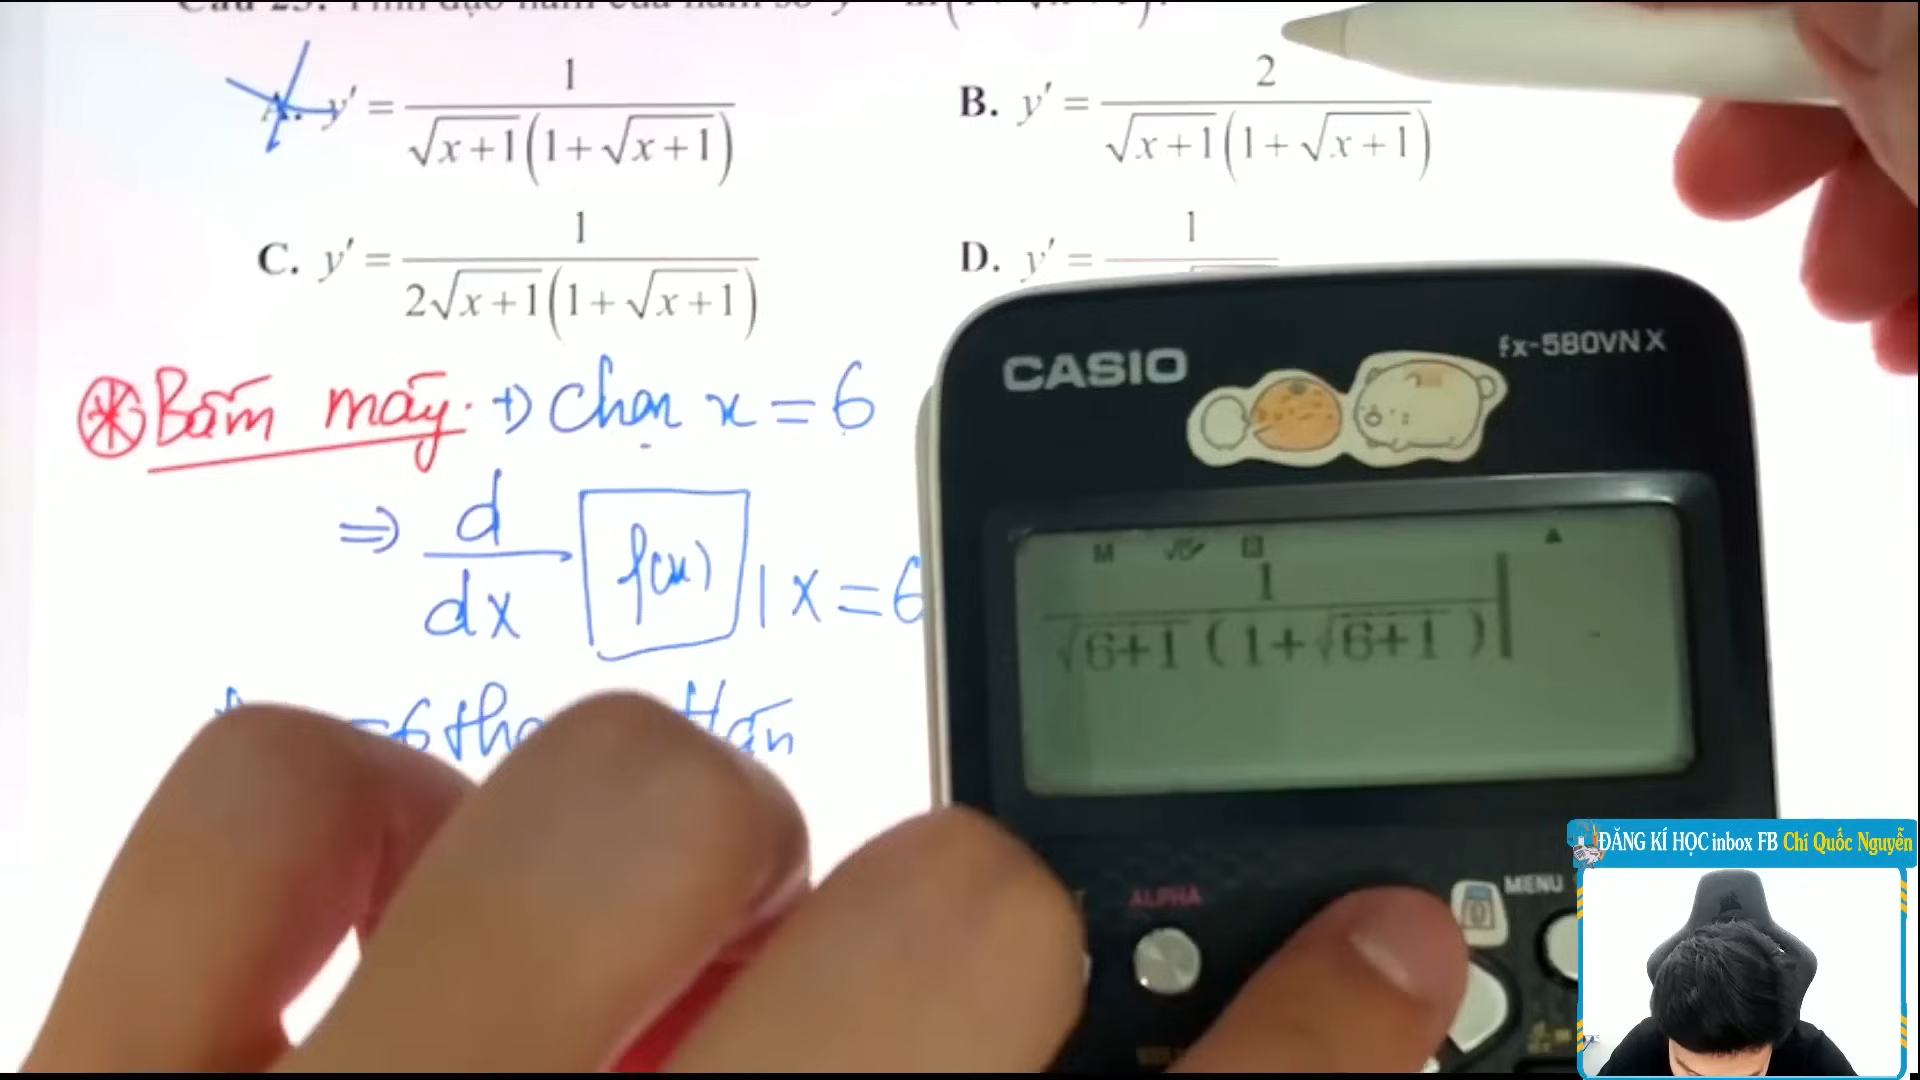 A. y' = 1 / √x+1(1+√x+1)
B. y' = 2 / √x+1(1+√x+1)
C. y' = 1 / 2√x+1(1+√x+1)
D. y' = 1
⊛ Bấm máy. +) Chọn x = 6
⇒ d/dx f(x) | x = 6
= 6
CASIO
fx-580VN X
M
1 / √6+1 (1+√6+1)
ALPHA
MENU
ĐĂNG KÍ HỌC inbox FB Chí Quốc Nguyễn